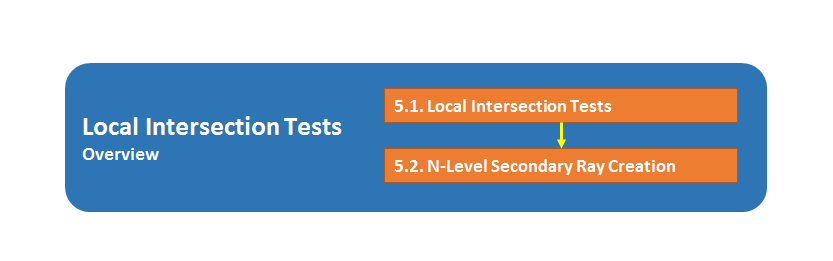 Local Intersection Tests
Overview
5.1. Local Intersection Tests
5.2. N-Level Secondary Ray Creation